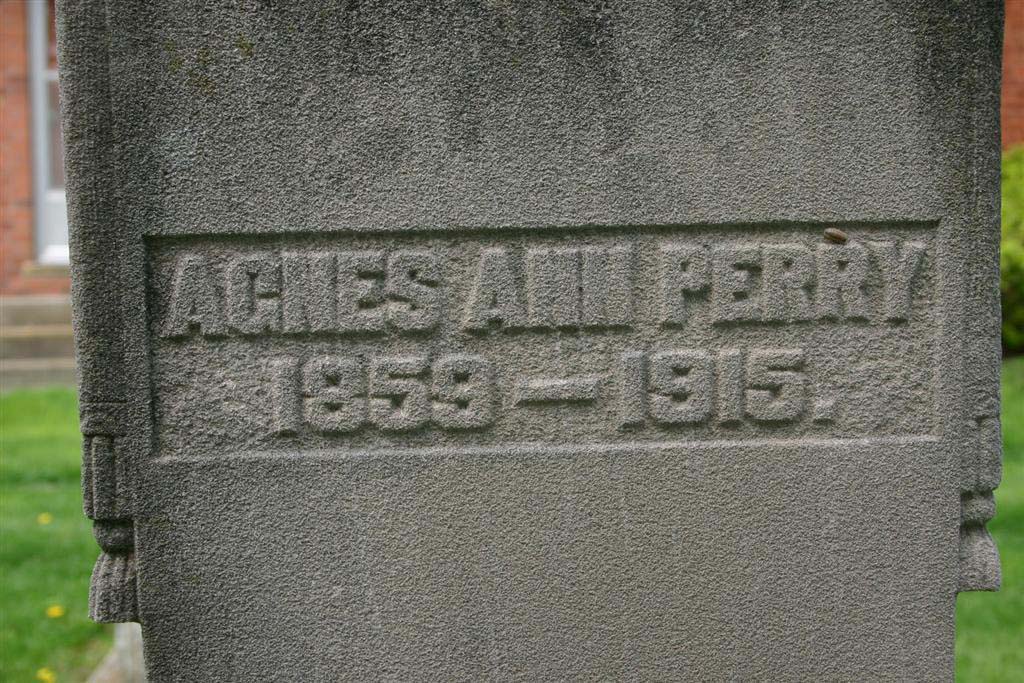 AGNES ANN PERRY
1859 — 1915.